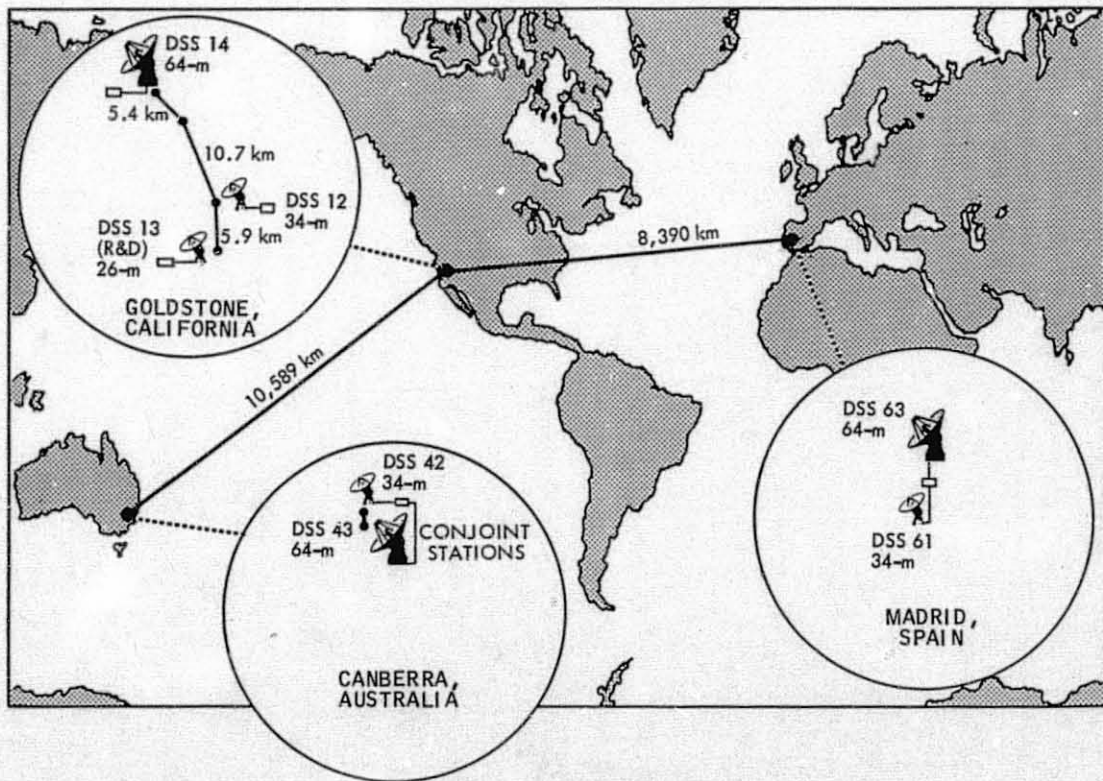 DSS 14
64-m
5.4 km
10.7 km
DSS 12
34-m
DSS 13
(R&D)
26-m
5.9 km
GOLDSTONE,
CALIFORNIA
8,390 km
10,589 km
DSS 42
34-m
DSS 43
64-m
CONJOINT
STATIONS
CANBERRA,
AUSTRALIA
DSS 63
64-m
DSS 61
34-m
MADRID,
SPAIN